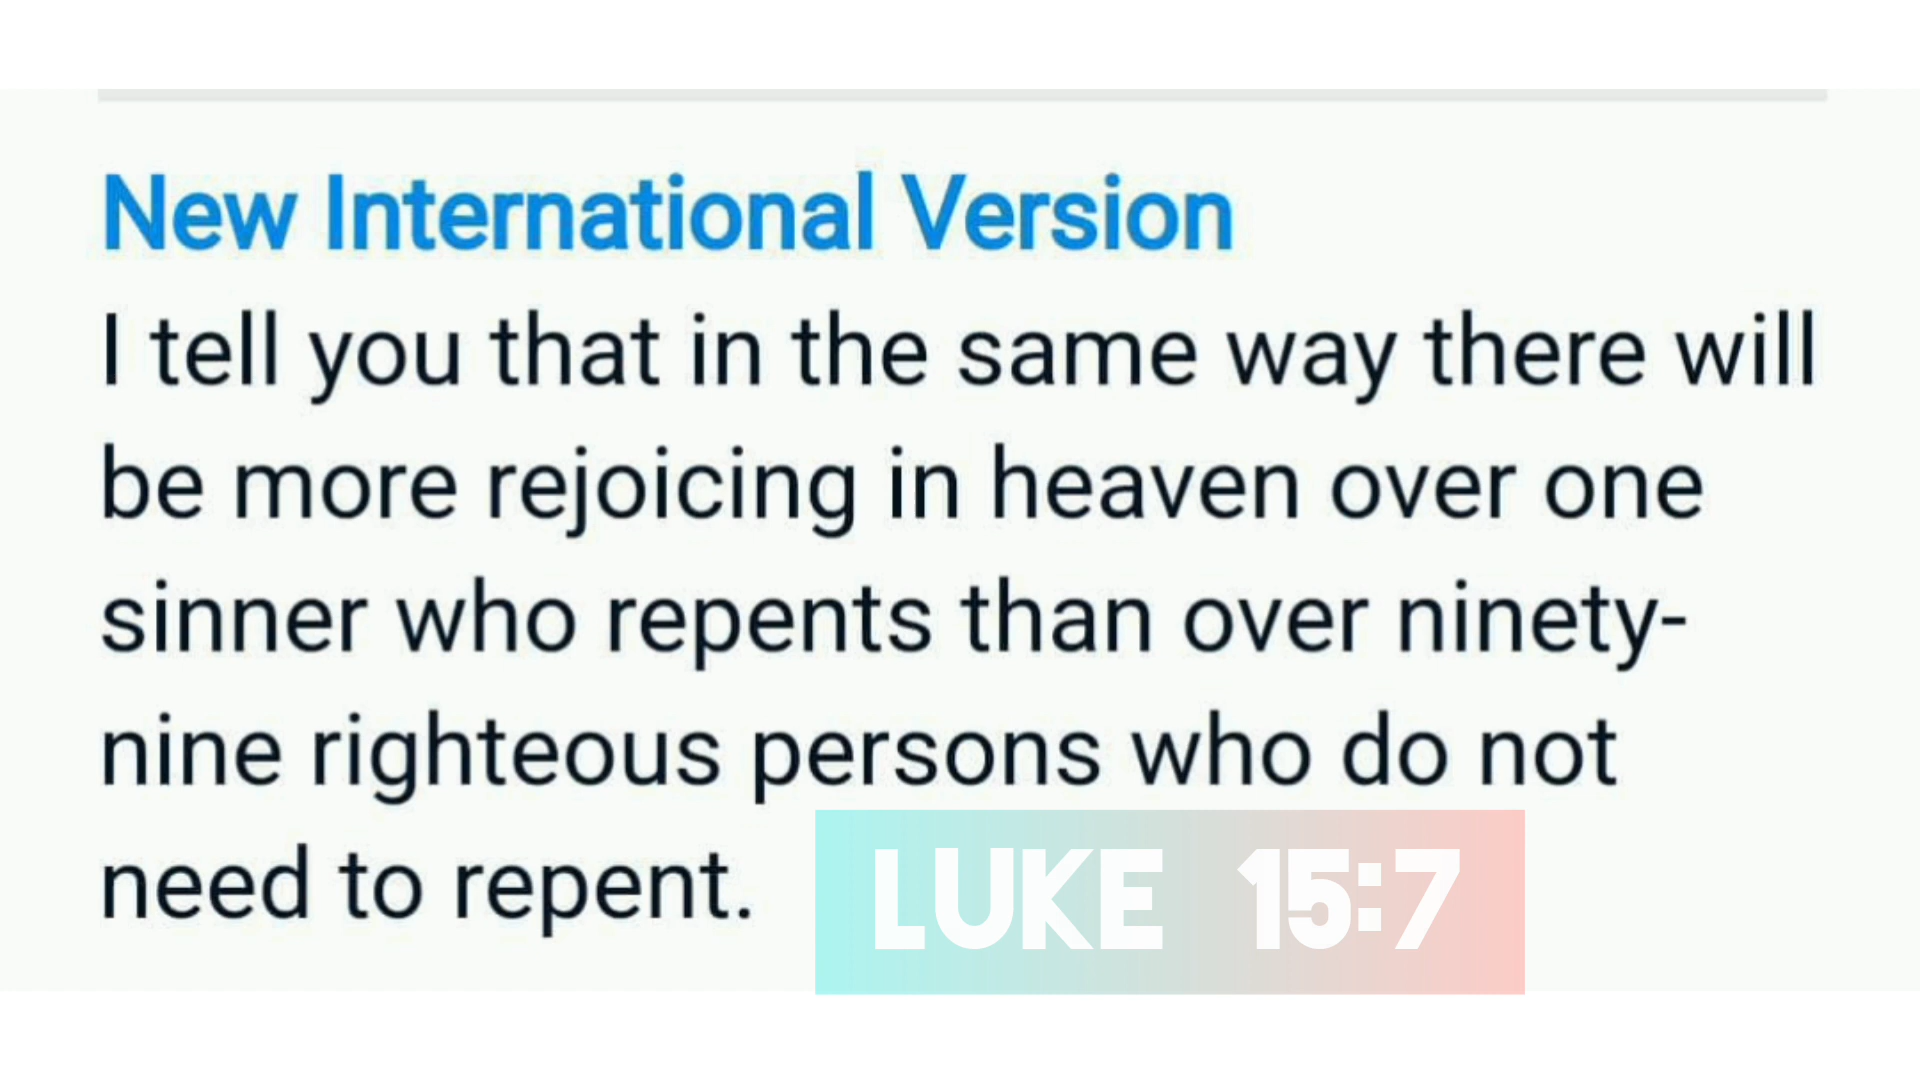 New International Version
I tell you that in the same way there will
be more rejoicing in heaven over one
sinner who repents than over ninety-
nine righteous persons who do not
need to repent.
LUKE 15:7